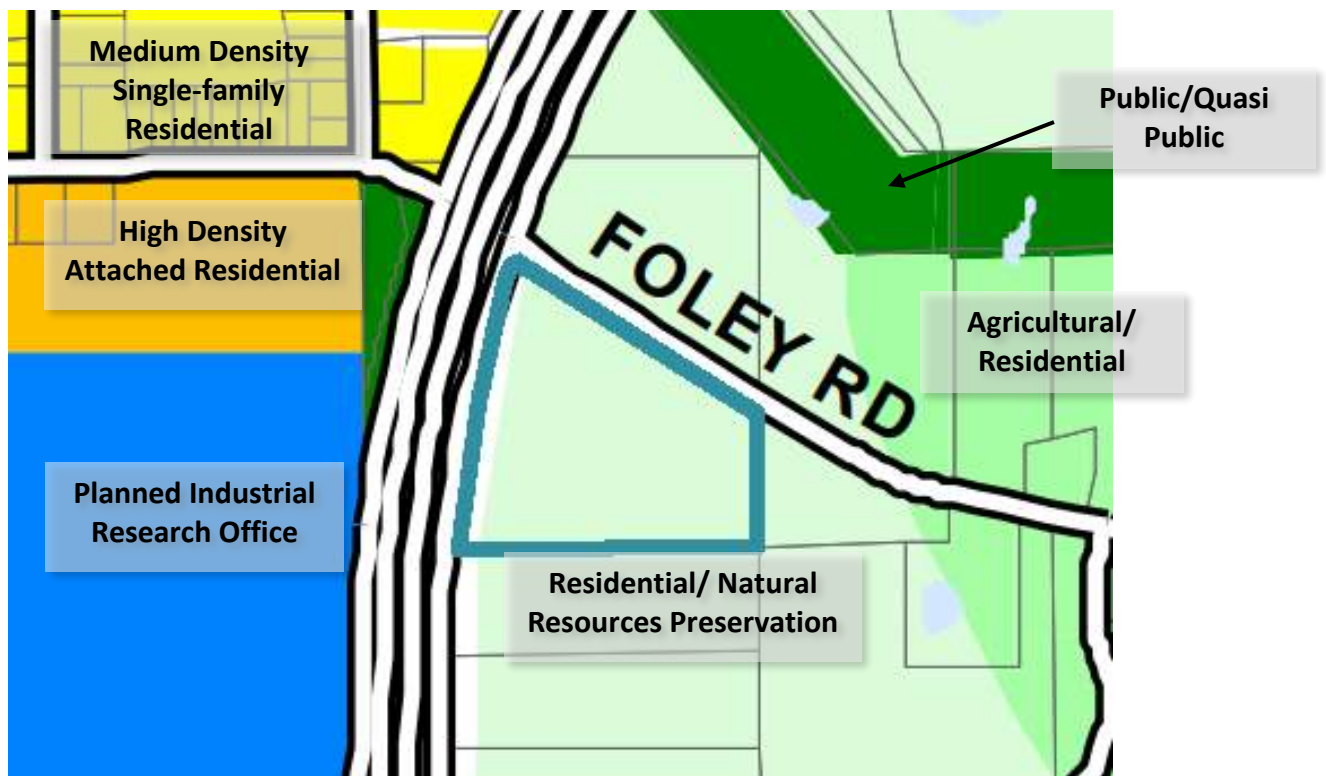 Medium Density
Single-family
Residential
Public/Quasi
Public
High Density
Attached Residential
FOLEY RD
Agricultural/
Residential
Planned Industrial
Research Office
Residential/ Natural
Resources Preservation